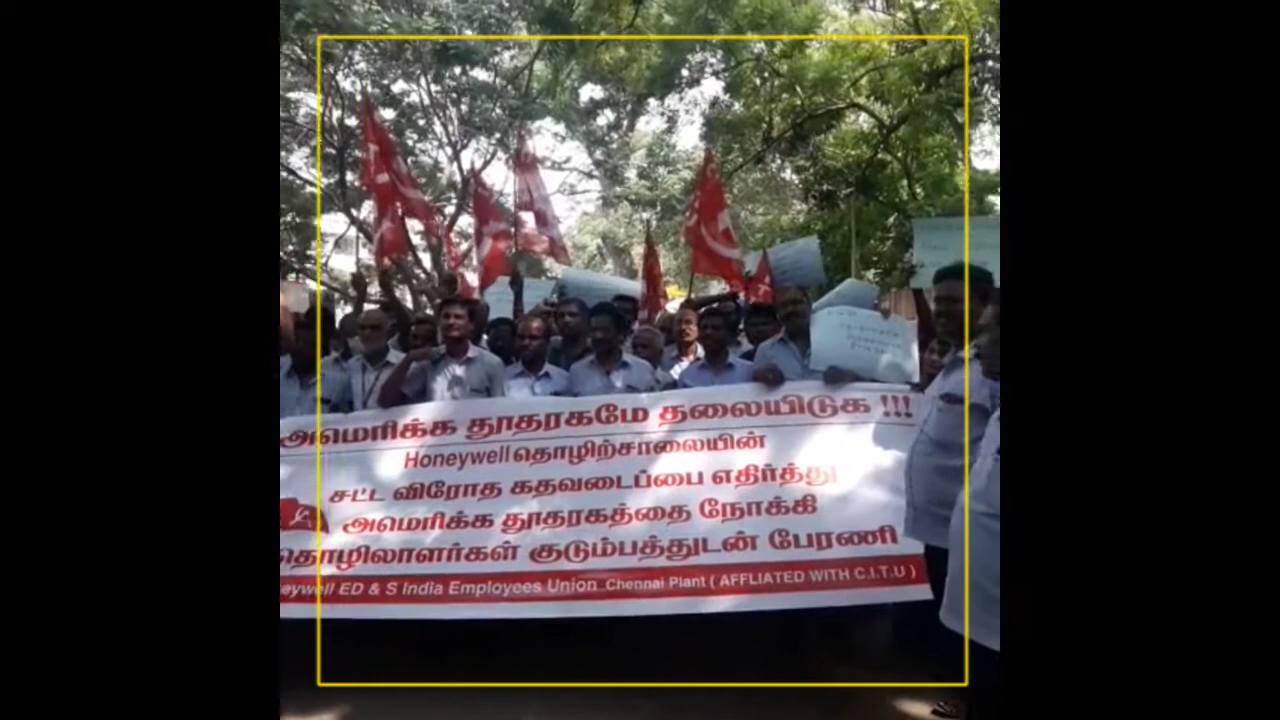 அமெரிக்க தூதரகமே தலையிடுக !!!
Honeywell தொழிற்சாலையின்
சட்ட விரோத கதவடைப்பை எதிர்த்து
அமெரிக்க தூதரகத்தை நோக்கி
தொழிலாளர்கள் குடும்பத்துடன் பேரணி
eywell ED & S India Employees Union Chennai Plant ( AFFLIATED WITH C.I.T.U )